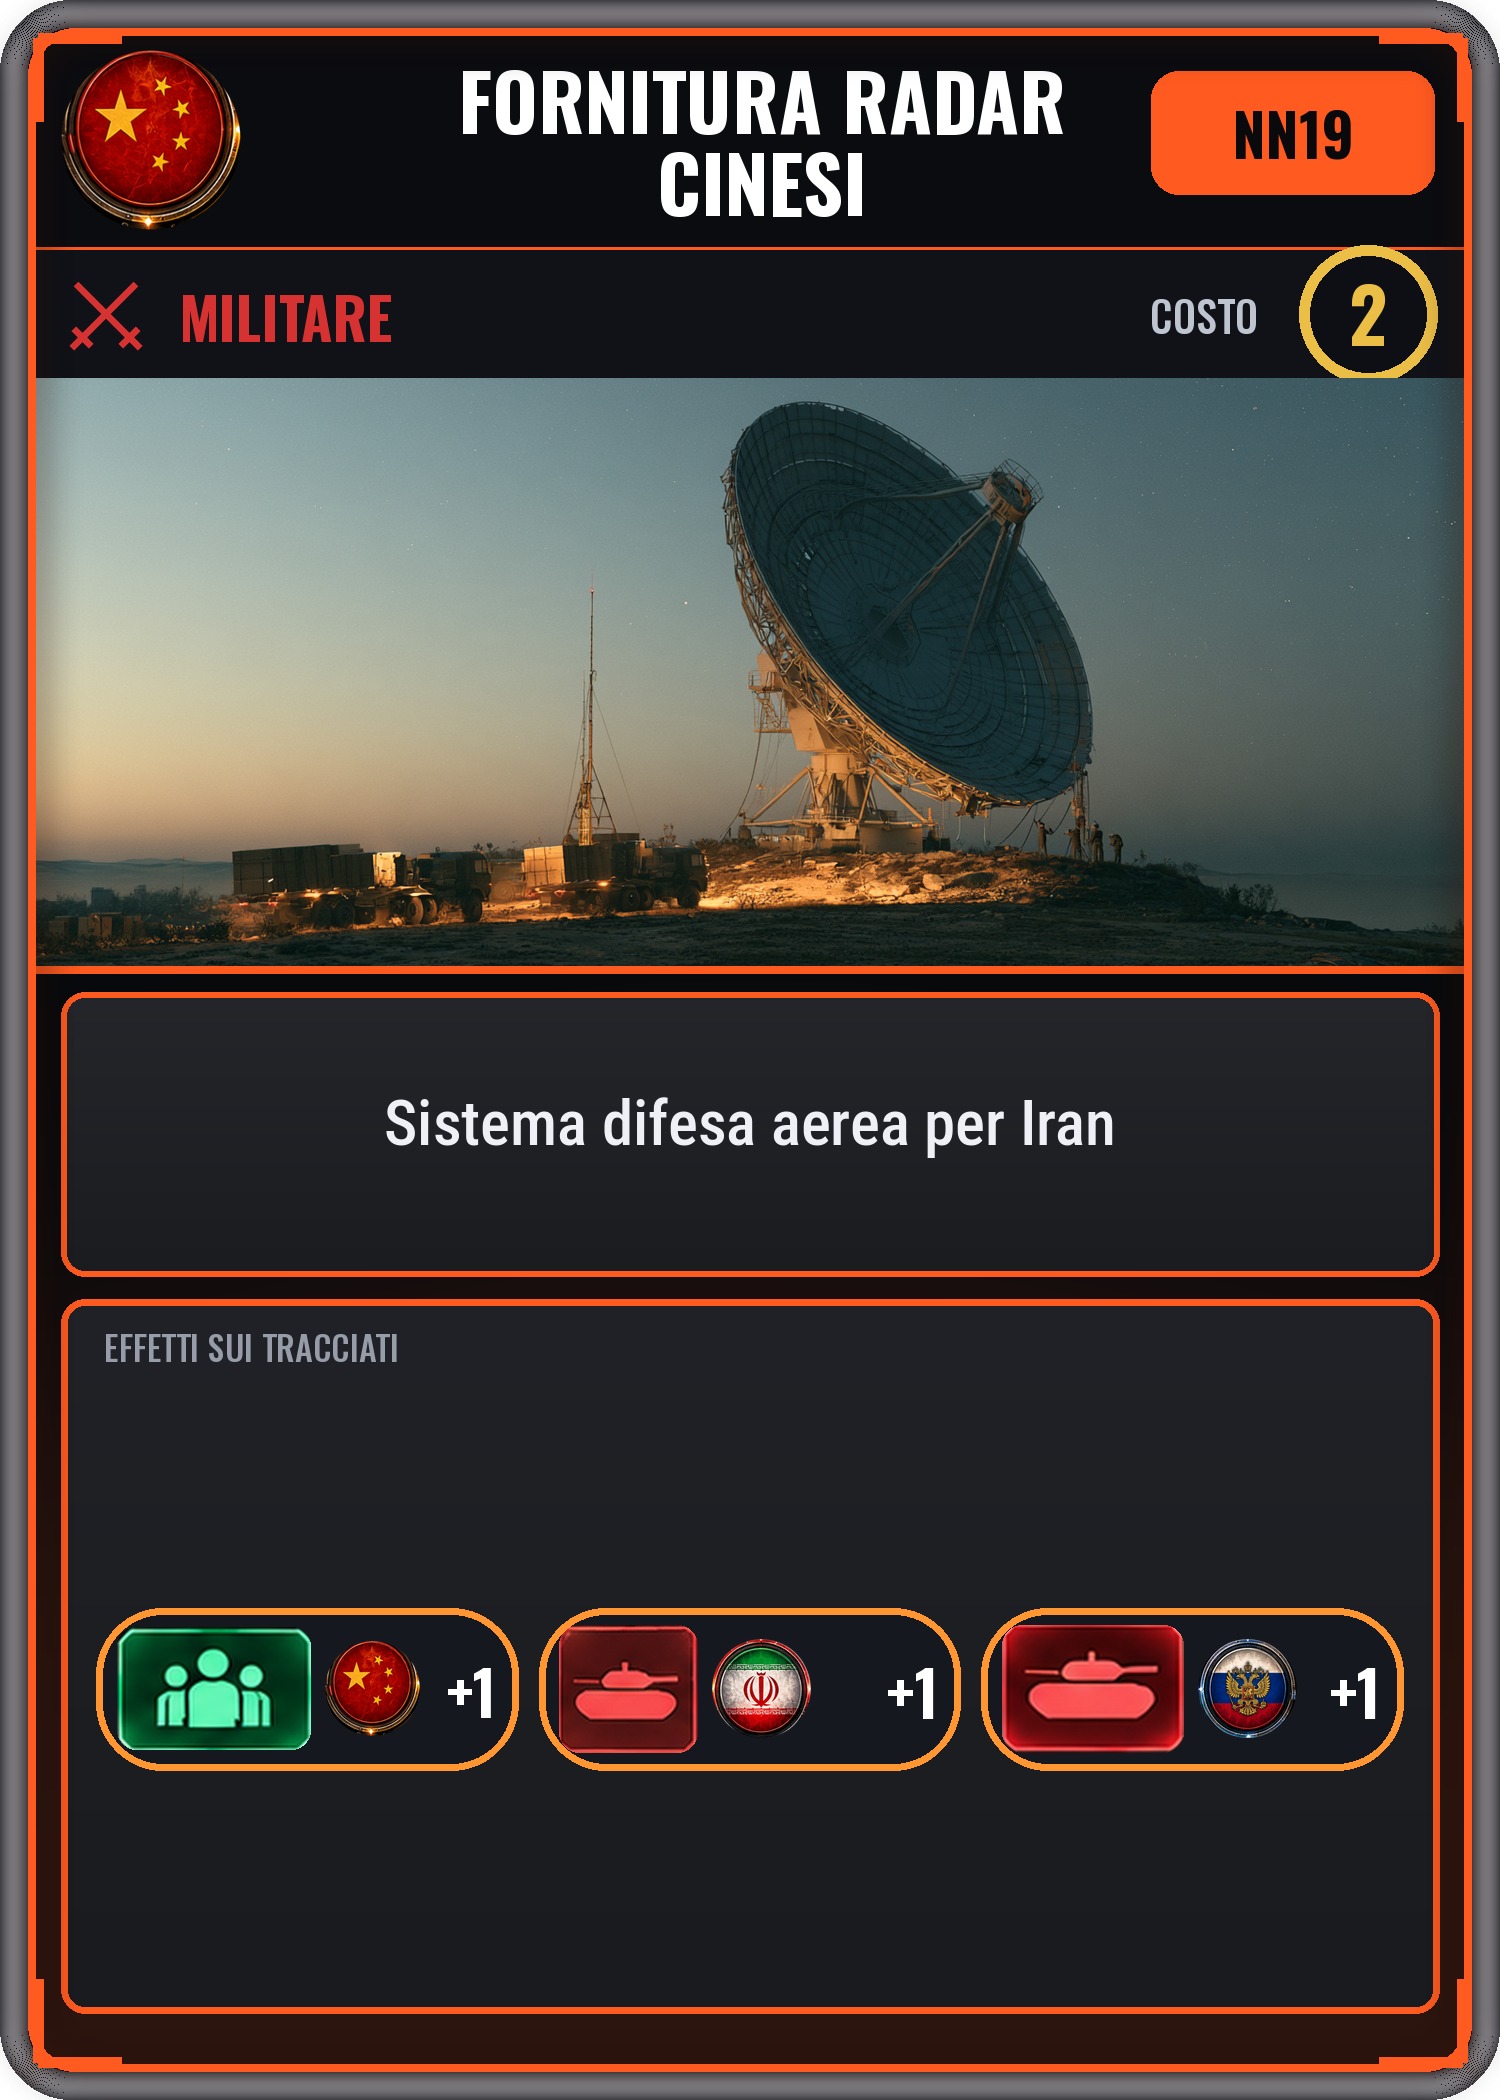 FORNITURA RADAR
CINESI
NN19
MILITARE
COSTO
2
Sistema difesa aerea per Iran
EFFETTI SUI TRACCIATI
+1
+1
+1